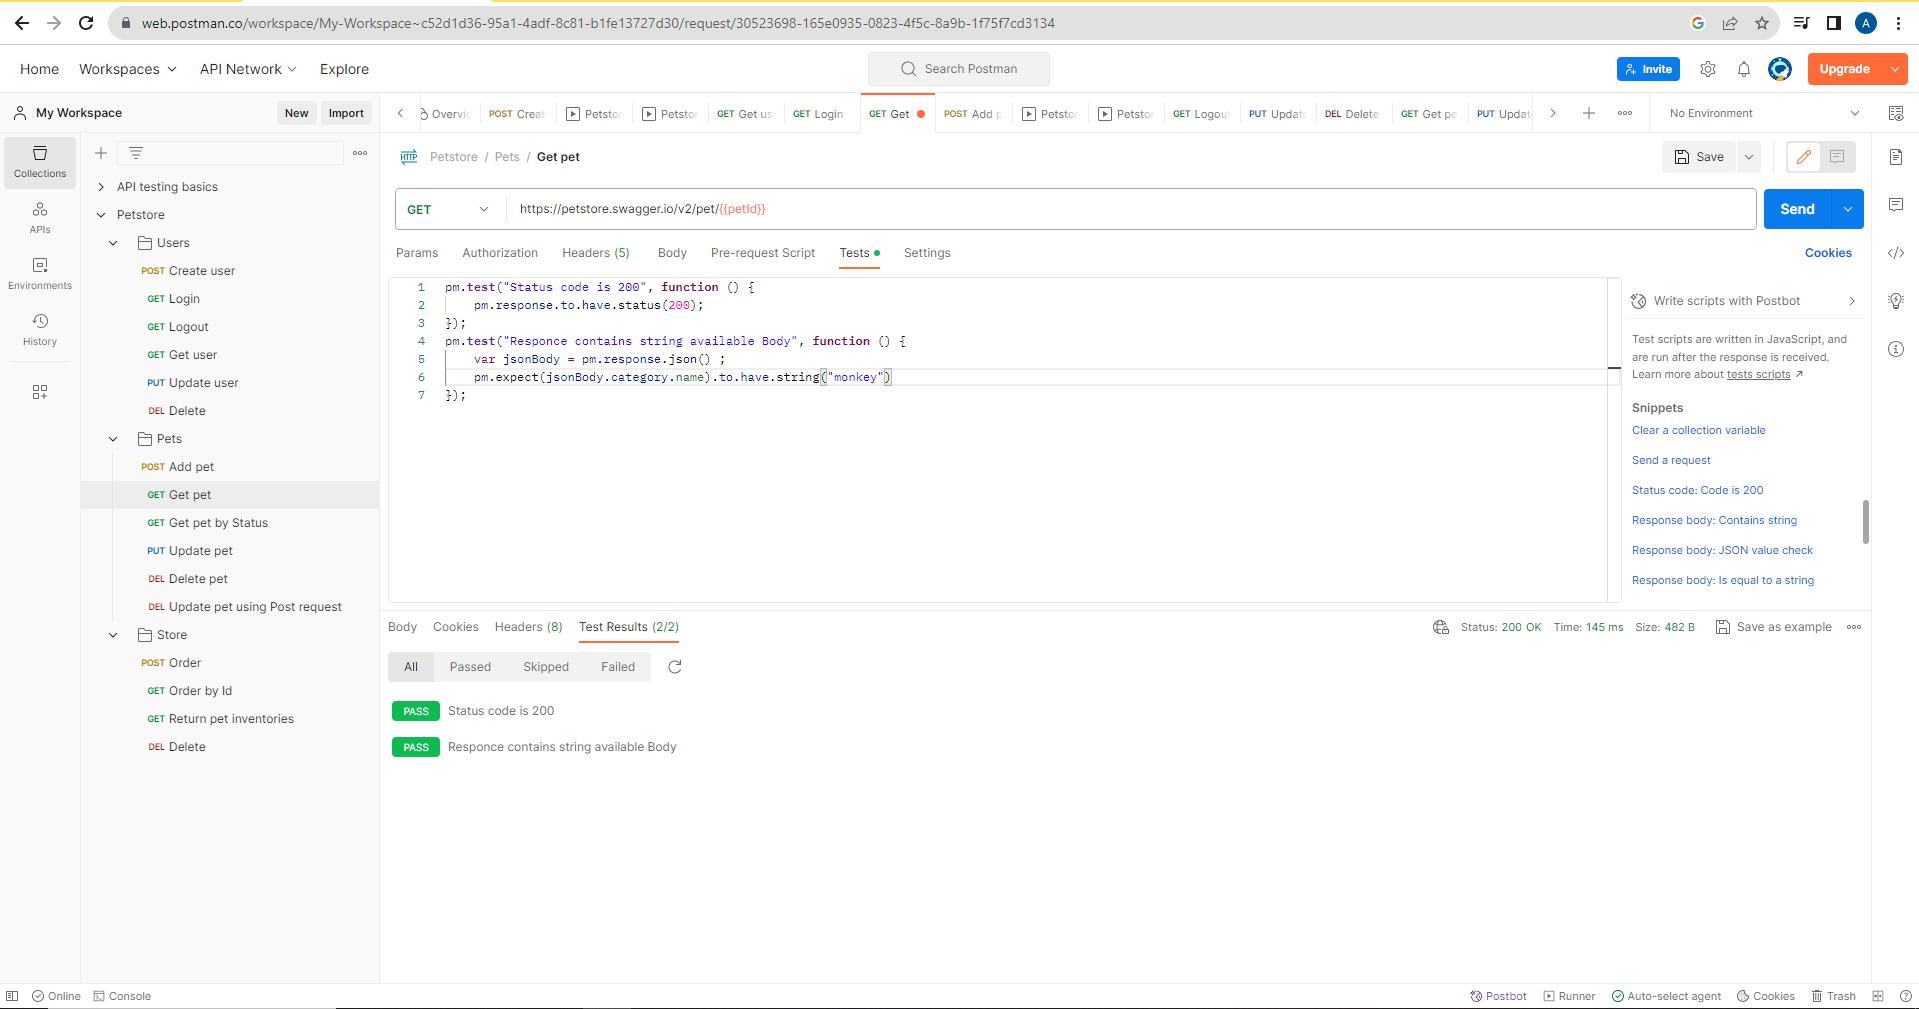 web.postman.co/workspace/My-Workspace~c52d1d36-95a1-4adf-8c81-b1fe13727d30/request/30523698-165e0935-0823-4f5c-8a9b-1f75f7cd3134
A
Home Workspaces API Network Explore
Search Postman
Invite
Upgrade
My Workspace
New Import
Overvie POST Creat Petstor Petstor GET Get us GET Login GET Get POST Add p Petstor Petstor GET Logou PUT Update DEL Delete GET Get pe PUT Updat
No Environment
Collections
APIs
Environments
History
API testing basics
Petstore
Users
POST Create user
GET Login
GET Logout
GET Get user
PUT Update user
DEL Delete
Pets
POST Add pet
GET Get pet
GET Get pet by Status
PUT Update pet
DEL Delete pet
DEL Update pet using Post request
Store
POST Order
GET Order by Id
GET Return pet inventories
DEL Delete
HTTP Petstore / Pets / Get pet
Save
GET https://petstore.swagger.io/v2/pet/{{petId}}
Send
Params Authorization Headers (5) Body Pre-request Script Tests Settings
Cookies
1 pm.test("Status code is 200", function () {
2 pm.response.to.have.status(200);
3 });
4 pm.test("Responce contains string available Body", function () {
5 var jsonBody = pm.response.json() ;
6 pm.expect(jsonBody.category.name).to.have.string("monkey")
7 });
Write scripts with Postbot
Test scripts are written in JavaScript, and
are run after the response is received.
Learn more about tests scripts
Snippets
Clear a collection variable
Send a request
Status code: Code is 200
Response body: Contains string
Response body: JSON value check
Response body: Is equal to a string
Body Cookies Headers (8) Test Results (2/2)
Status: 200 OK Time: 145 ms Size: 482 B Save as example
All Passed Skipped Failed
PASS Status code is 200
PASS Responce contains string available Body
Online Console
Postbot Runner Auto-select agent Cookies Trash